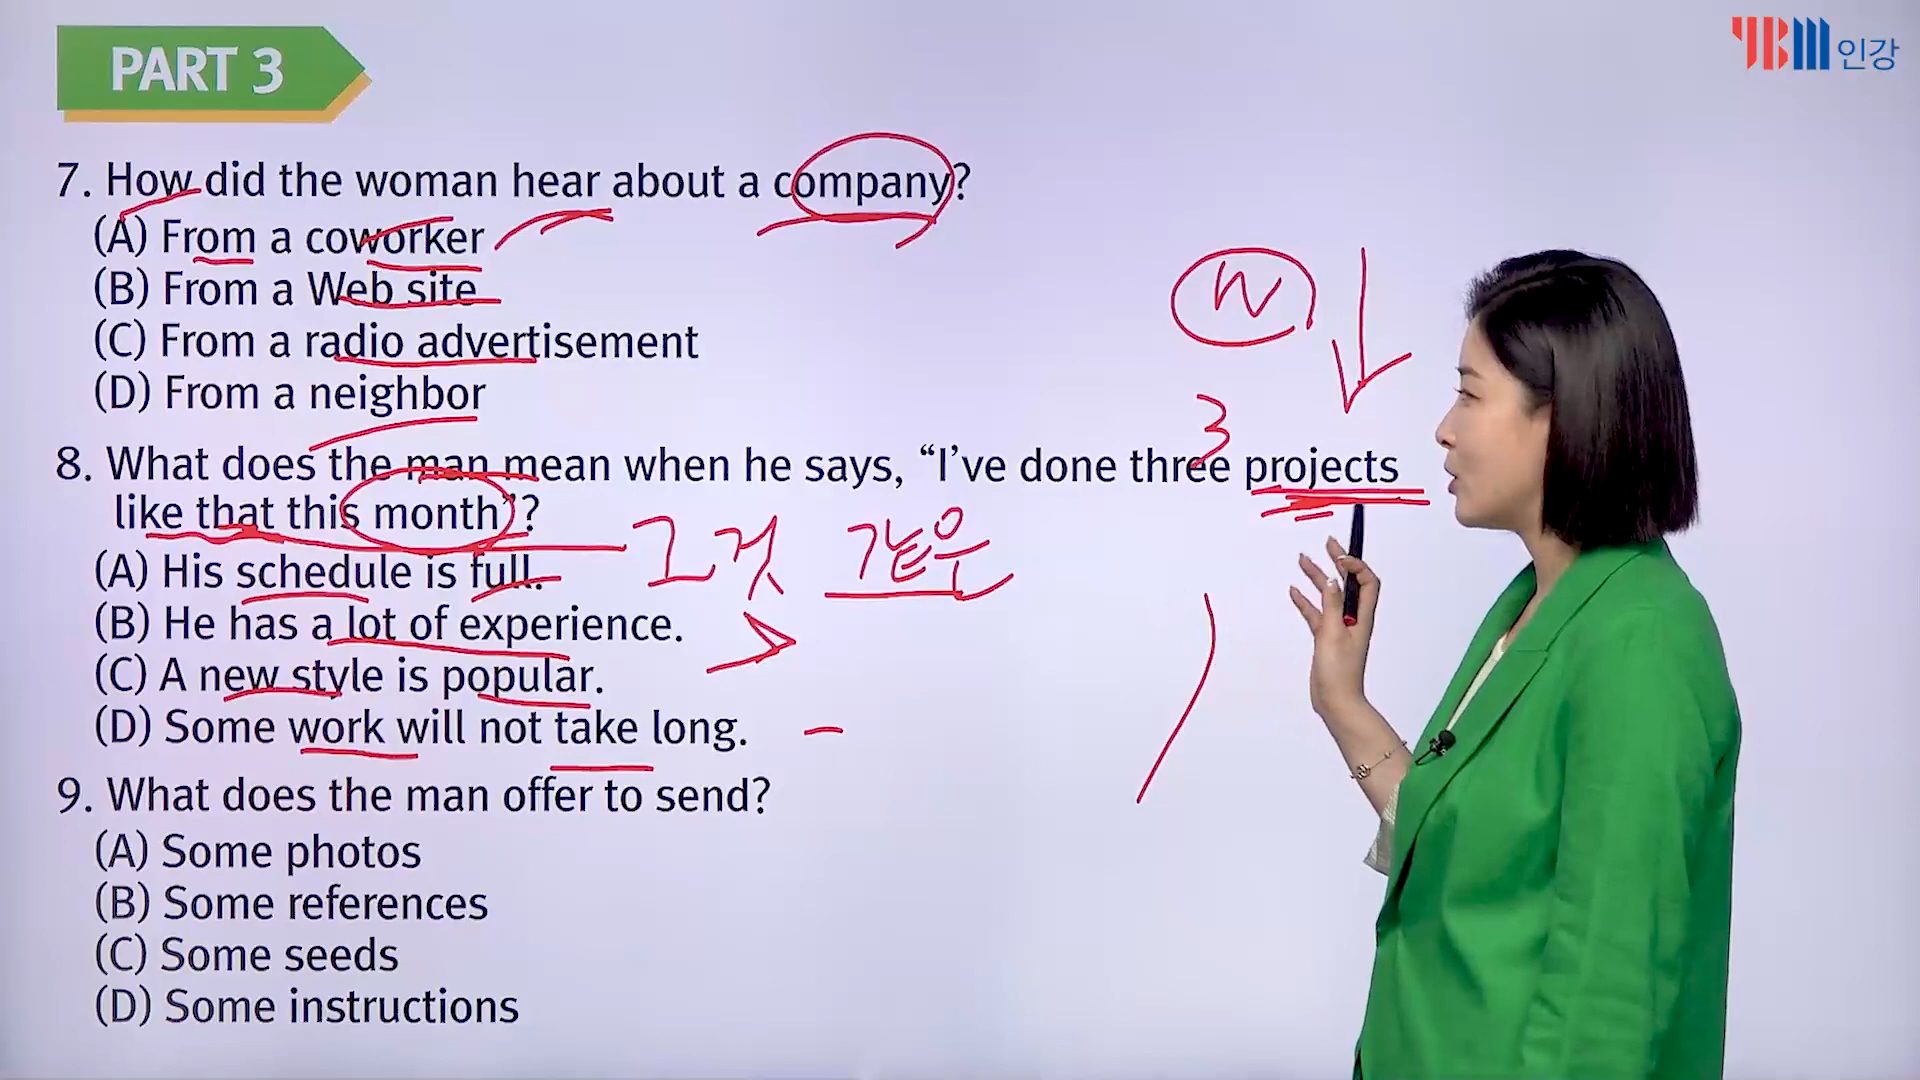 PART 3
YBM 인강
7. How did the woman hear about a company?
(A) From a coworker
(B) From a Web site
(C) From a radio advertisement
(D) From a neighbor
N
3
8. What does the man mean when he says, “I’ve done three projects
like that this month”?
그것 같은
(A) His schedule is full.
(B) He has a lot of experience.
(C) A new style is popular.
(D) Some work will not take long.
9. What does the man offer to send?
(A) Some photos
(B) Some references
(C) Some seeds
(D) Some instructions